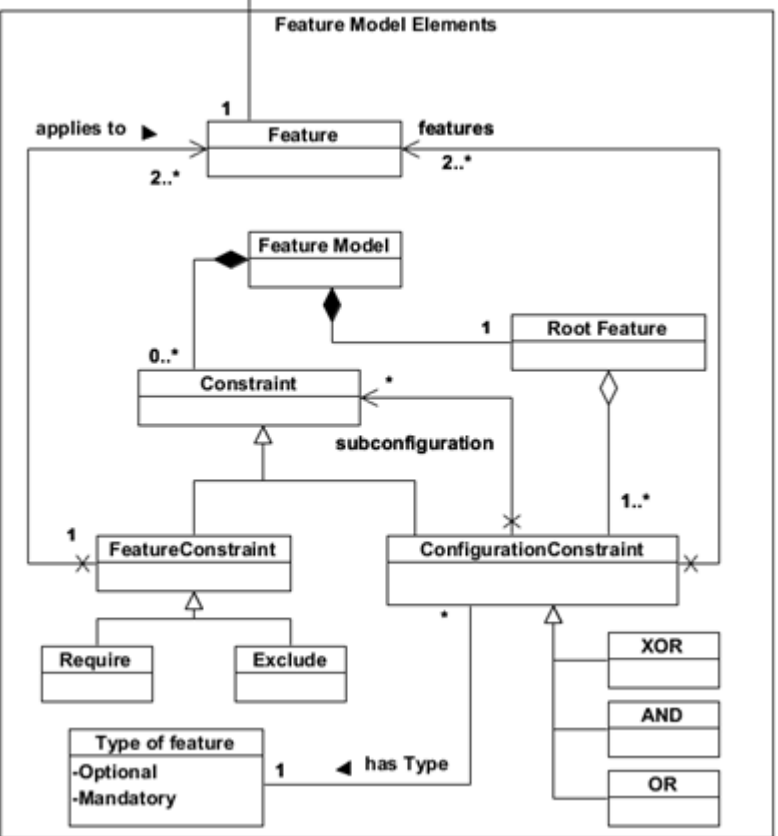 Feature Model Elements
1
applies to ►
Feature
features
2..*
2..*
Feature Model
1
Root Feature
0..*
Constraint
*
subconfiguration
1..*
1
FeatureConstraint
ConfigurationConstraint
*
Require
Exclude
XOR
AND
Type of feature
-Optional
-Mandatory
1
◄ has Type
OR